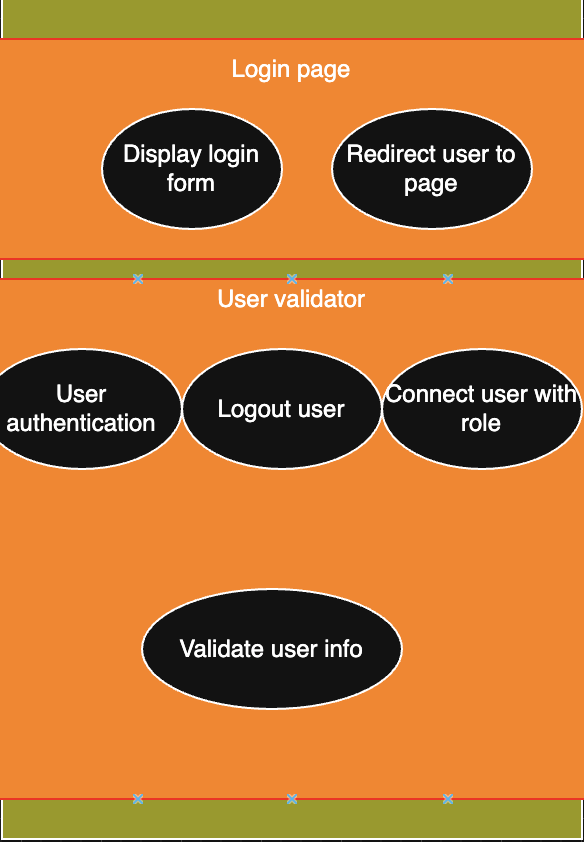 Login page
Display login
form
Redirect user to
page
User validator
User
authentication
Logout user
Connect user with
role
Validate user info